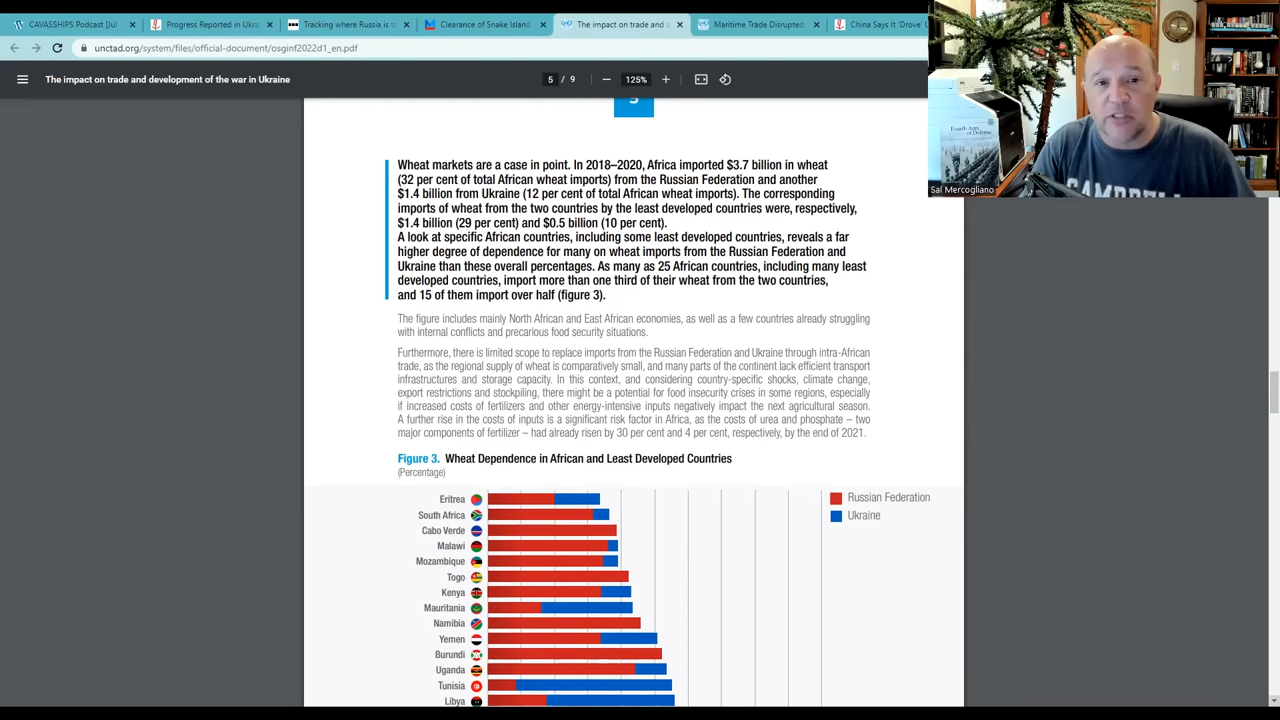 CAVASSHIPS Podcast [Jul
Progress Reported in Ukra
Tracking where Russia is t
Clearance of Snake Island
The impact on trade and d
Maritime Trade Disrupted
China Says It 'Drove' U
unctad.org/system/files/official-document/osginf2022d1_en.pdf
The impact on trade and development of the war in Ukraine
5 / 9
125%
Fourth Arm
of Defense
CAMPBELL
Sal Mercogliano
Wheat markets are a case in point. In 2018–2020, Africa imported $3.7 billion in wheat
(32 per cent of total African wheat imports) from the Russian Federation and another
$1.4 billion from Ukraine (12 per cent of total African wheat imports). The corresponding
imports of wheat from the two countries by the least developed countries were, respectively,
$1.4 billion (29 per cent) and $0.5 billion (10 per cent).
A look at specific African countries, including some least developed countries, reveals a far
higher degree of dependence for many on wheat imports from the Russian Federation and
Ukraine than these overall percentages. As many as 25 African countries, including many least
developed countries, import more than one third of their wheat from the two countries,
and 15 of them import over half (figure 3).
The figure includes mainly North African and East African economies, as well as a few countries already struggling
with internal conflicts and precarious food security situations.
Furthermore, there is limited scope to replace imports from the Russian Federation and Ukraine through intra-African
trade, as the regional supply of wheat is comparatively small, and many parts of the continent lack efficient transport
infrastructures and storage capacity. In this context, and considering country-specific shocks, climate change,
export restrictions and stockpiling, there might be a potential for food insecurity crises in some regions, especially
if increased costs of fertilizers and other energy-intensive inputs negatively impact the next agricultural season.
A further rise in the costs of inputs is a significant risk factor in Africa, as the costs of urea and phosphate – two
major components of fertilizer – had already risen by 30 per cent and 4 per cent, respectively, by the end of 2021.
Figure 3. Wheat Dependence in African and Least Developed Countries
(Percentage)
Russian Federation
Ukraine
Eritrea
South Africa
Cabo Verde
Malawi
Mozambique
Togo
Kenya
Mauritania
Namibia
Yemen
Burundi
Uganda
Tunisia
Libya